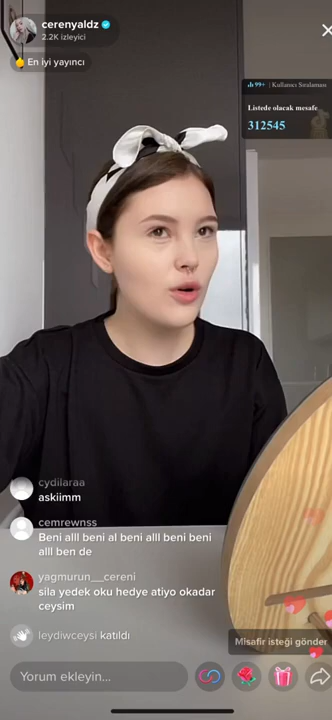 cerenyaldz
2.2K izleyici
En iyi yayıncı
99+ | Kullanıcı Sıralaması
Listede olacak mesafe
312545
cydilaraa
askiimm
cemrewnss
Beni alll beni al beni alll beni beni
alll ben de
yagmurun__cereni
sila yedek oku hedye atiyo okadar
ceysim
leydiwceysi katıldı
Misafir isteği gönder
Yorum ekleyin...